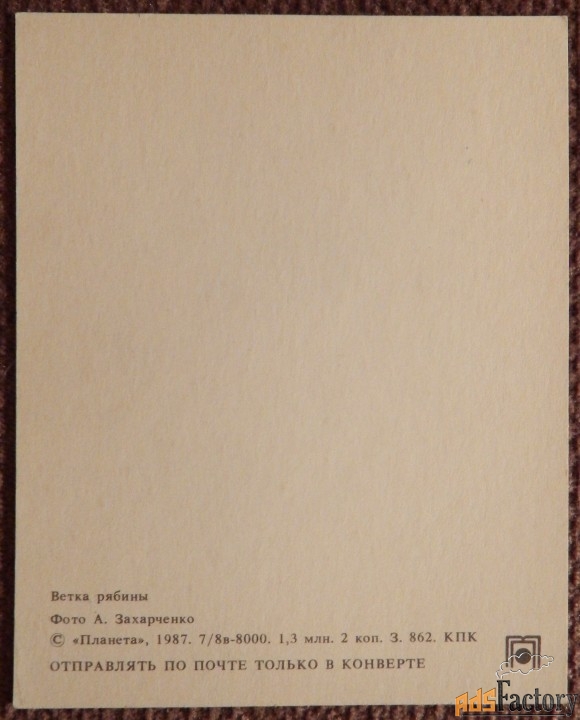 Ветка рябины
Фото А. Захарченко
© «Планета», 1987. 7/8в-8000. 1,3 млн. 2 коп. З. 862. КПК
ОТПРАВЛЯТЬ ПО ПОЧТЕ ТОЛЬКО В КОНВЕРТЕ
adsFactory